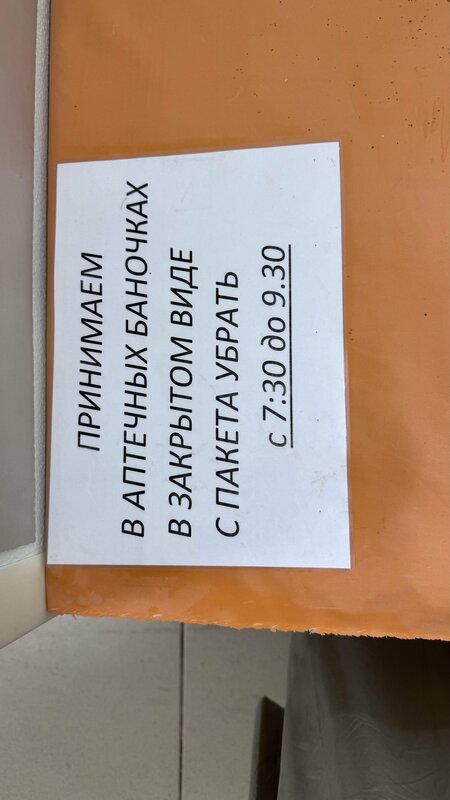 ПРИНИМАЕМ
В АПТЕЧНЫХ БАНОЧКАХ
В ЗАКРЫТОМ ВИДЕ
С ПАКЕТА УБРАТЬ
с 7:30 до 9.30